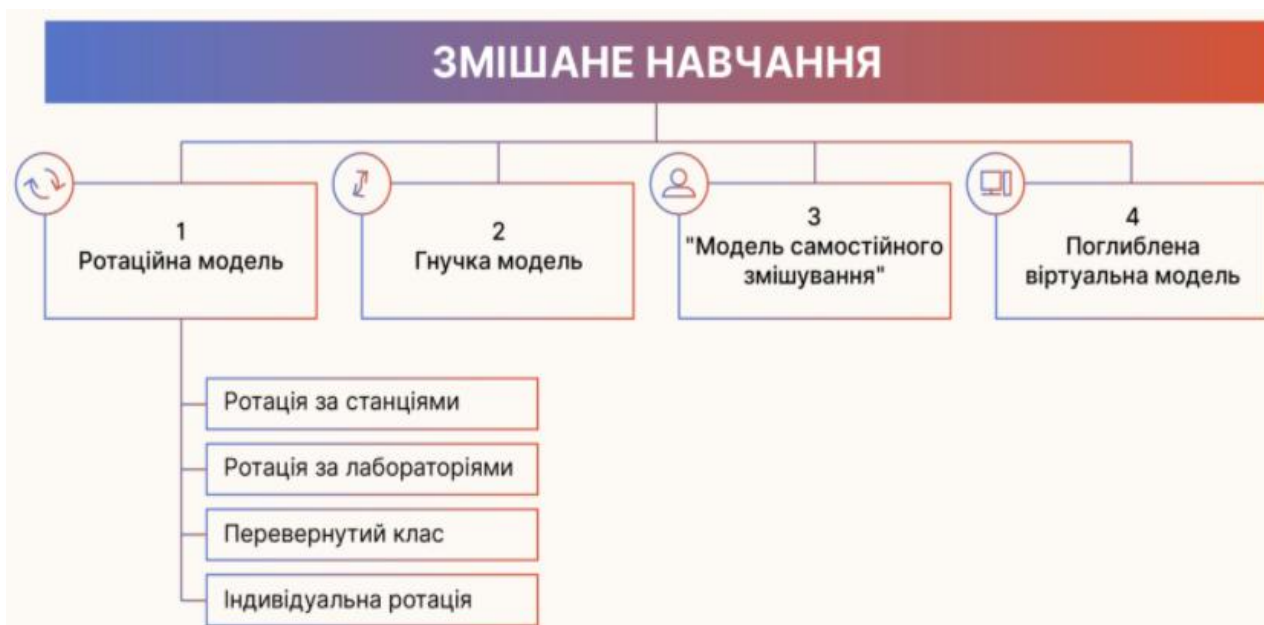 ЗМІШАНЕ НАВЧАННЯ
1
Ротаційна модель
2
Гнучка модель
3
"Модель самостійного
змішування"
4
Поглиблена
віртуальна модель
Ротація за станціями
Ротація за лабораторіями
Перевернутий клас
Індивідуальна ротація